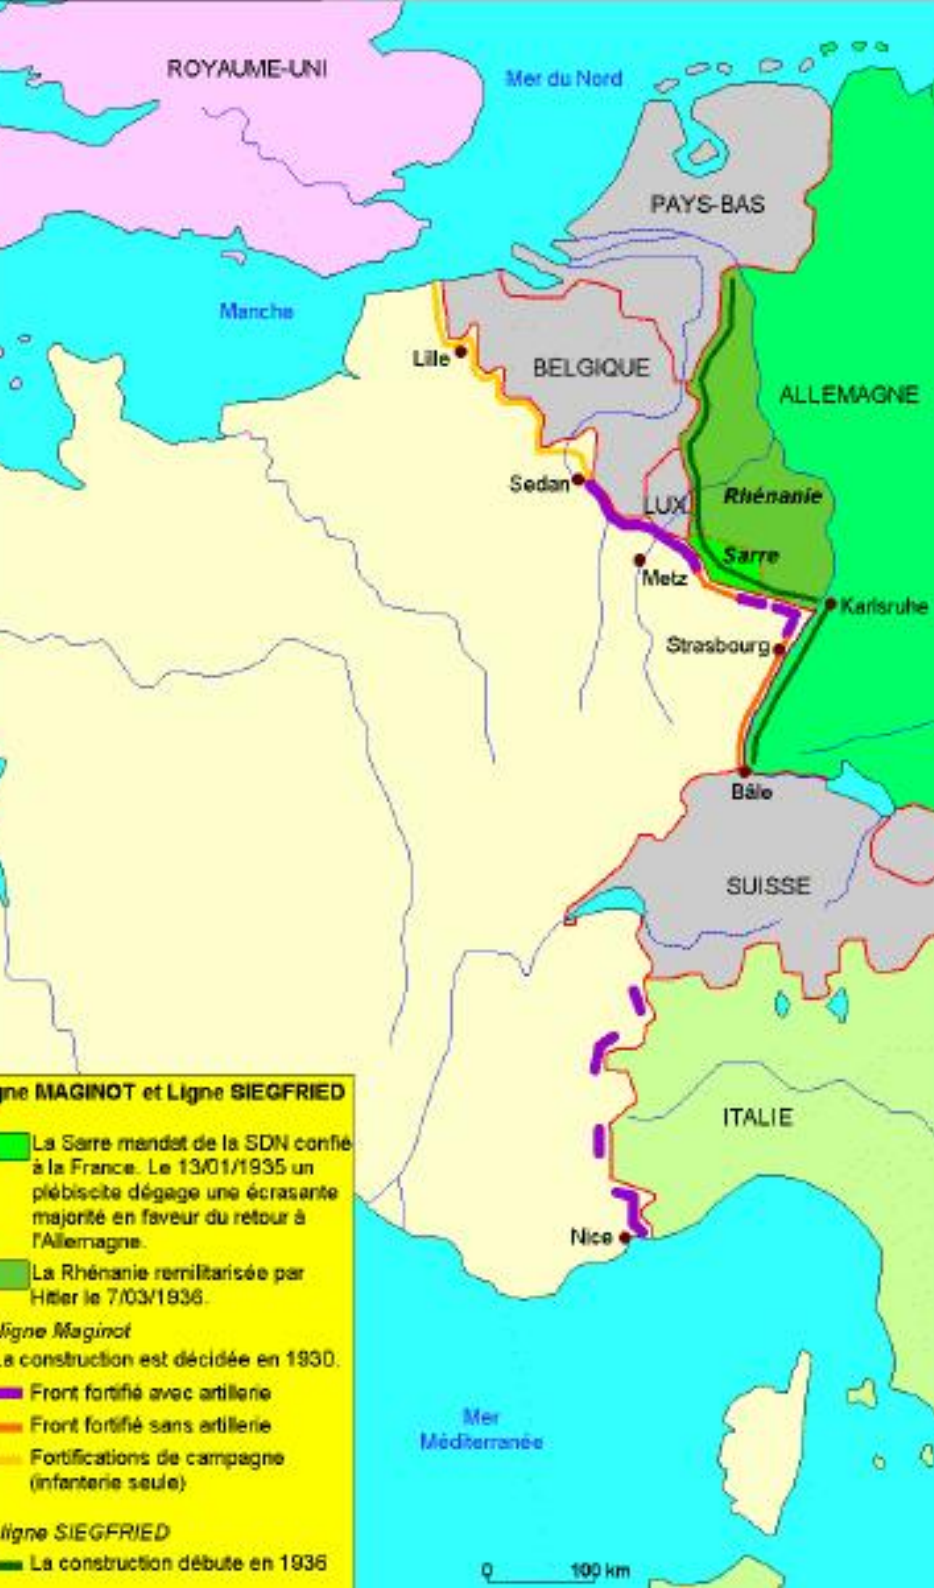 ROYAUME-UNI
Mer du Nord
PAYS-BAS
Manche
Lille
BELGIQUE
ALLEMAGNE
Sedan
LUX
Rhénanie
Sarre
Metz
Karlsruhe
Strasbourg
Bâle
SUISSE
ITALIE
Nice
Mer
Méditerranée
gne MAGINOT et Ligne SIEGFRIED
La Sarre mandat de la SDN confié
à la France. Le 13/01/1935 un
plébiscite dégage une écrasante
majorité en faveur du retour à
l'Allemagne.
La Rhénanie remilitarisée par
Hitler le 7/03/1936.
ligne Maginot
a construction est décidée en 1930.
Front fortifié avec artillerie
Front fortifié sans artillerie
Fortifications de campagne
(infanterie seule)
ligne SIEGFRIED
La construction débute en 1936
0 100 km